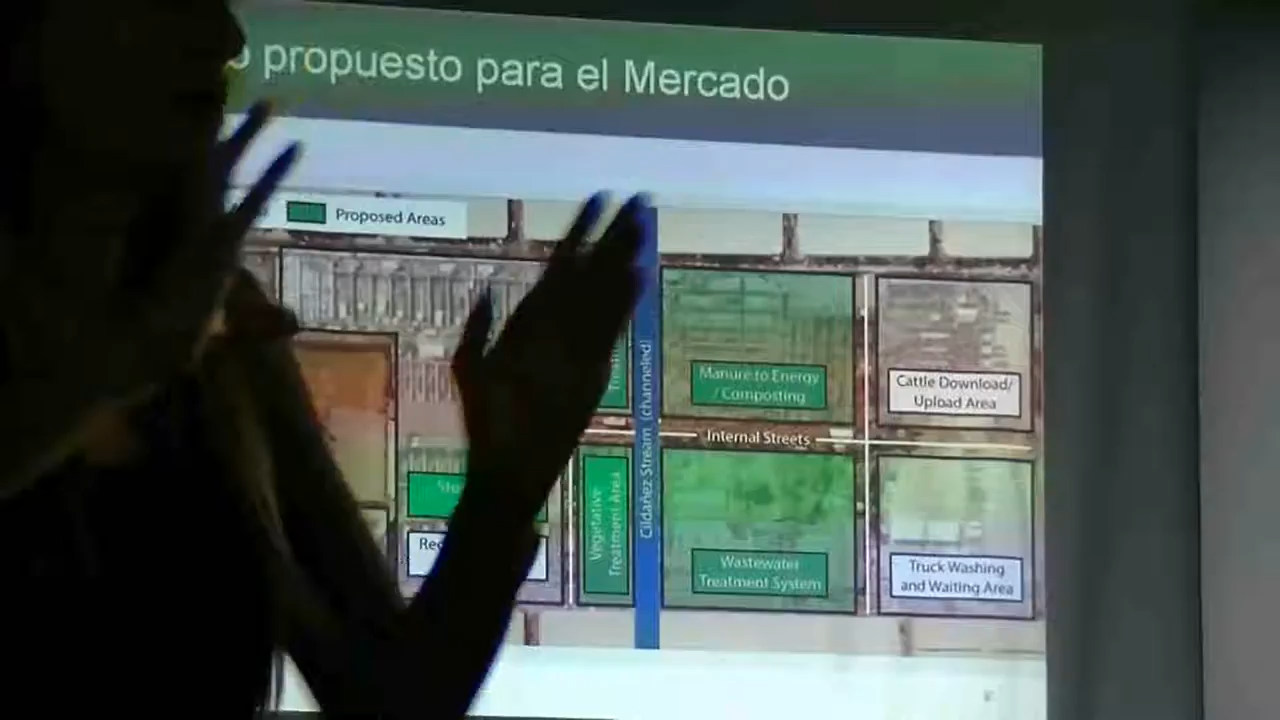 propuesto para el Mercado
Proposed Areas
Manure to Energy
/ Composting
Cattle Download/
Upload Area
Internal Streets
Cildañez Stream (channeled)
Vegetative
Treatment Area
Wastewater
Treatment System
Truck Washing
and Waiting Area